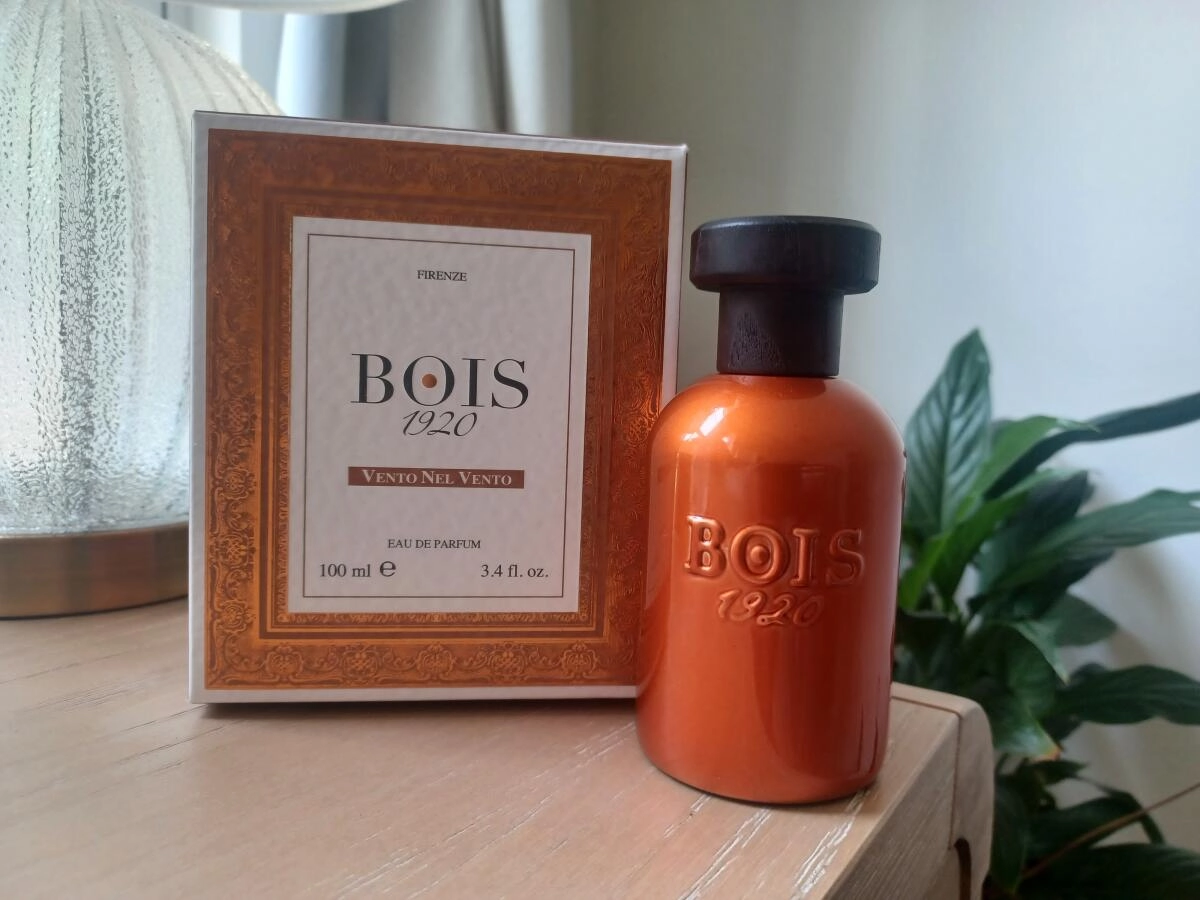 FIRENZE
BOIS
1920
VENTO NEL VENTO
EAU DE PARFUM
100 ml ℮ 3.4 fl. oz.
BOIS
1920